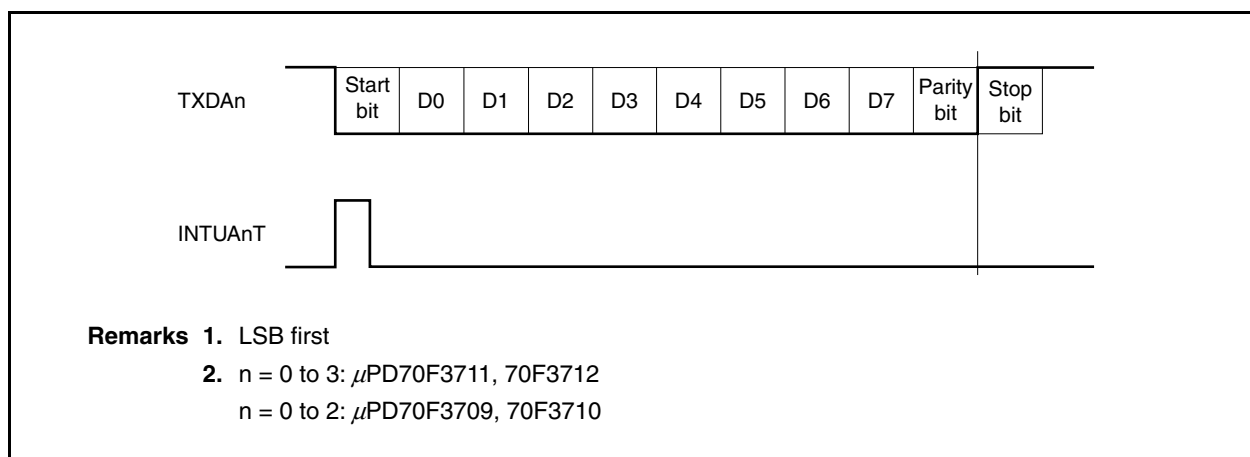 TXDAn
Start bit D0 D1 D2 D3 D4 D5 D6 D7 Parity bit Stop bit
INTUAnT
Remarks 1. LSB first
2. n = 0 to 3: μPD70F3711, 70F3712
n = 0 to 2: μPD70F3709, 70F3710